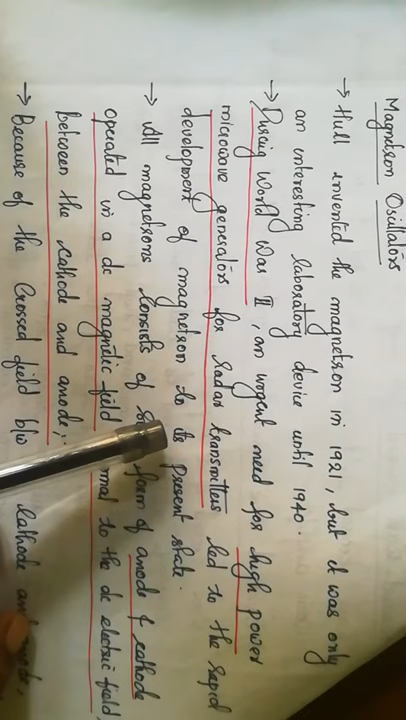 Magnetron Oscillators
→ Hull invented the magnetron in 1921, but it was only
an interesting laboratory device until 1940.
→ During World War II, an urgent need for high power
microwave generators for radar transmitters led to the rapid
development of magnetron to its present state.
→ All magnetrons consists of form of anode & cathode
operated in a dc magnetic field to the dc electric field
between the cathode and anode;
→ Because of the Crossed field b/w cathode and